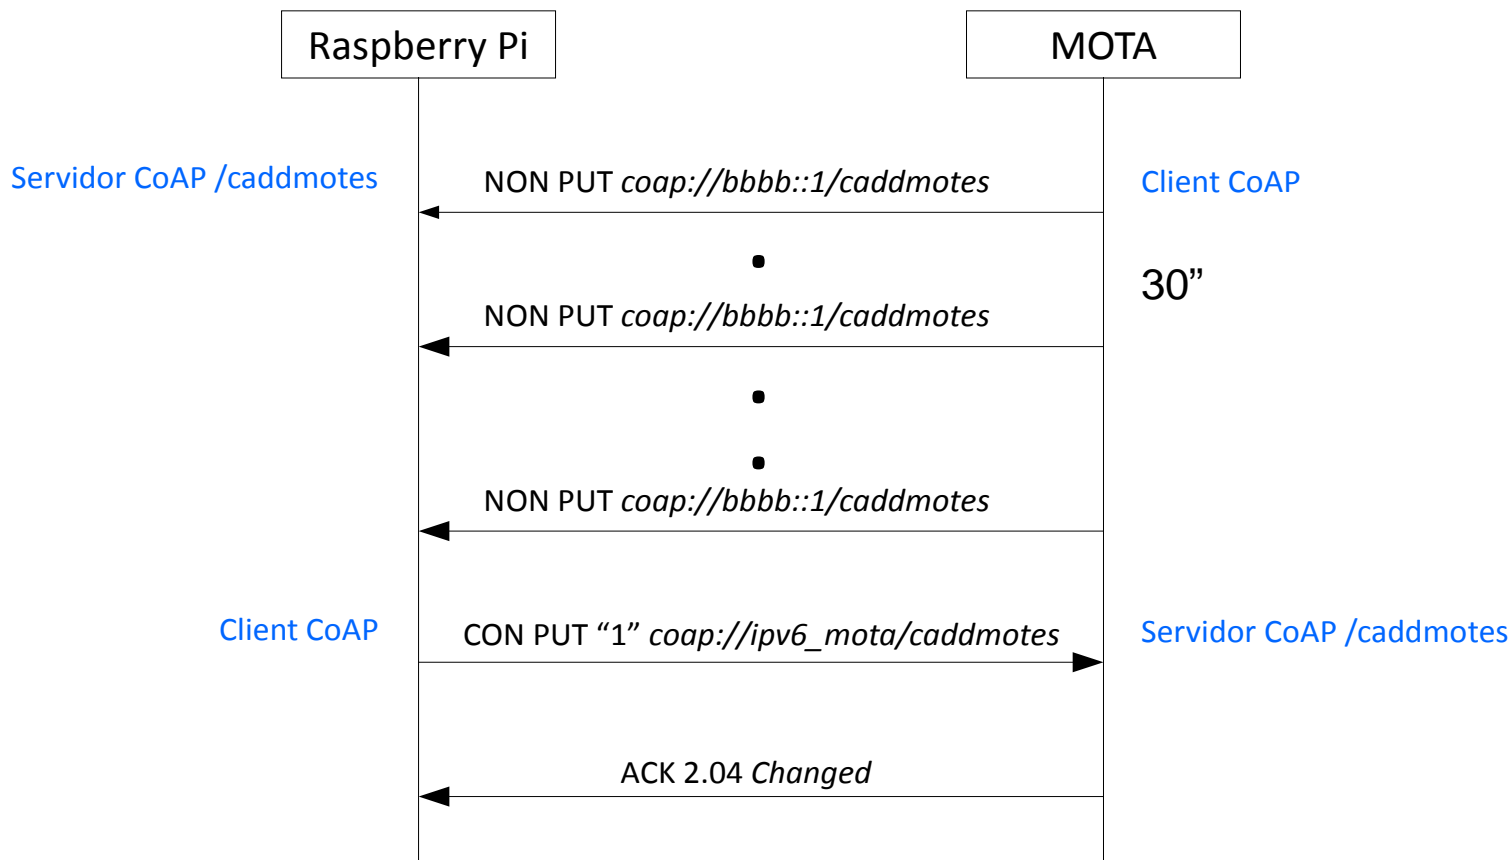 Raspberry Pi
MOTA
Servidor CoAP /caddmotes
NON PUT coap://bbbb::1/caddmotes
Client CoAP
30”
NON PUT coap://bbbb::1/caddmotes
NON PUT coap://bbbb::1/caddmotes
Client CoAP
CON PUT “1” coap://ipv6_mota/caddmotes
Servidor CoAP /caddmotes
ACK 2.04 Changed